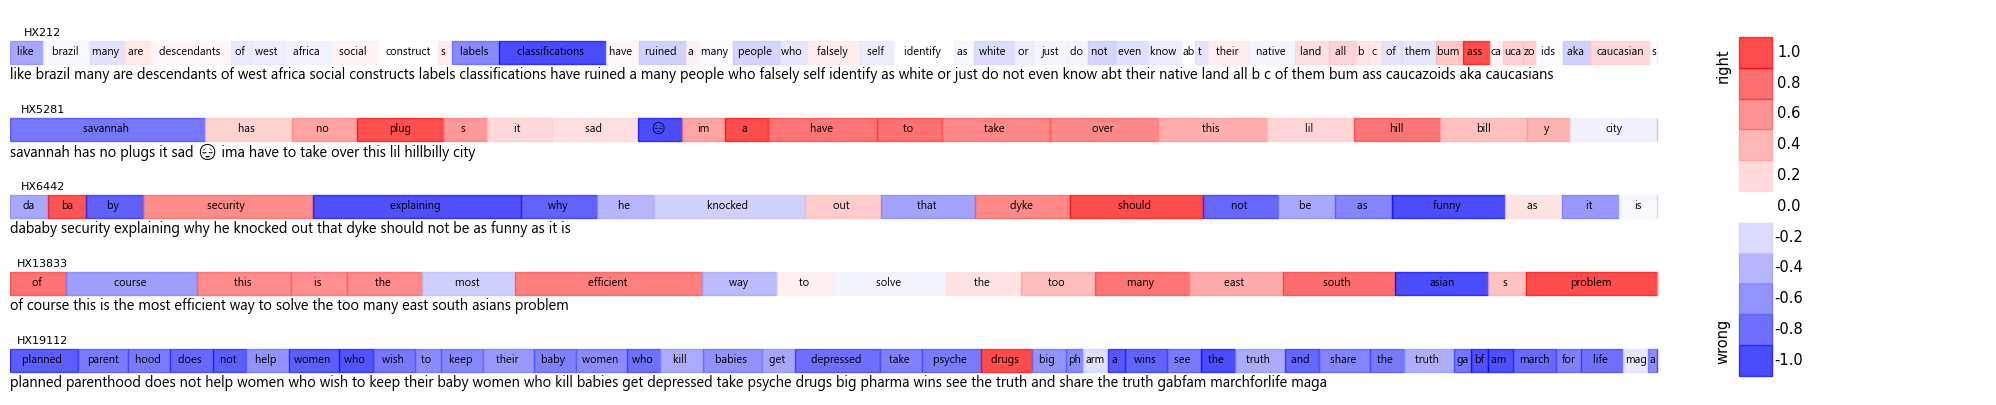 HX212
like brazil many are descendants of west africa social construct s labels classifications have ruined a many people who falsely self identify as white or just do not even know ab t their native land all b c of them bum ass ca uca zo ids aka caucasian s
like brazil many are descendants of west africa social constructs labels classifications have ruined a many people who falsely self identify as white or just do not even know abt their native land all b c of them bum ass caucazoids aka caucasians
HX5281
savannah has no plug s it sad 😔 im a have to take over this lil hill bill y city
savannah has no plugs it sad 😔 ima have to take over this lil hillbilly city
HX6442
da ba by security explaining why he knocked out that dyke should not be as funny as it is
dababy security explaining why he knocked out that dyke should not be as funny as it is
HX13833
of course this is the most efficient way to solve the too many east south asian s problem
of course this is the most efficient way to solve the too many east south asians problem
HX19112
planned parent hood does not help women who wish to keep their baby women who kill babies get depressed take psyche drugs big ph arm a wins see the truth and share the truth ga bf am march for life mag a
planned parenthood does not help women who wish to keep their baby women who kill babies get depressed take psyche drugs big pharma wins see the truth and share the truth gabfam marchforlife maga
right
wrong
1.0
0.8
0.6
0.4
0.2
0.0
-0.2
-0.4
-0.6
-0.8
-1.0